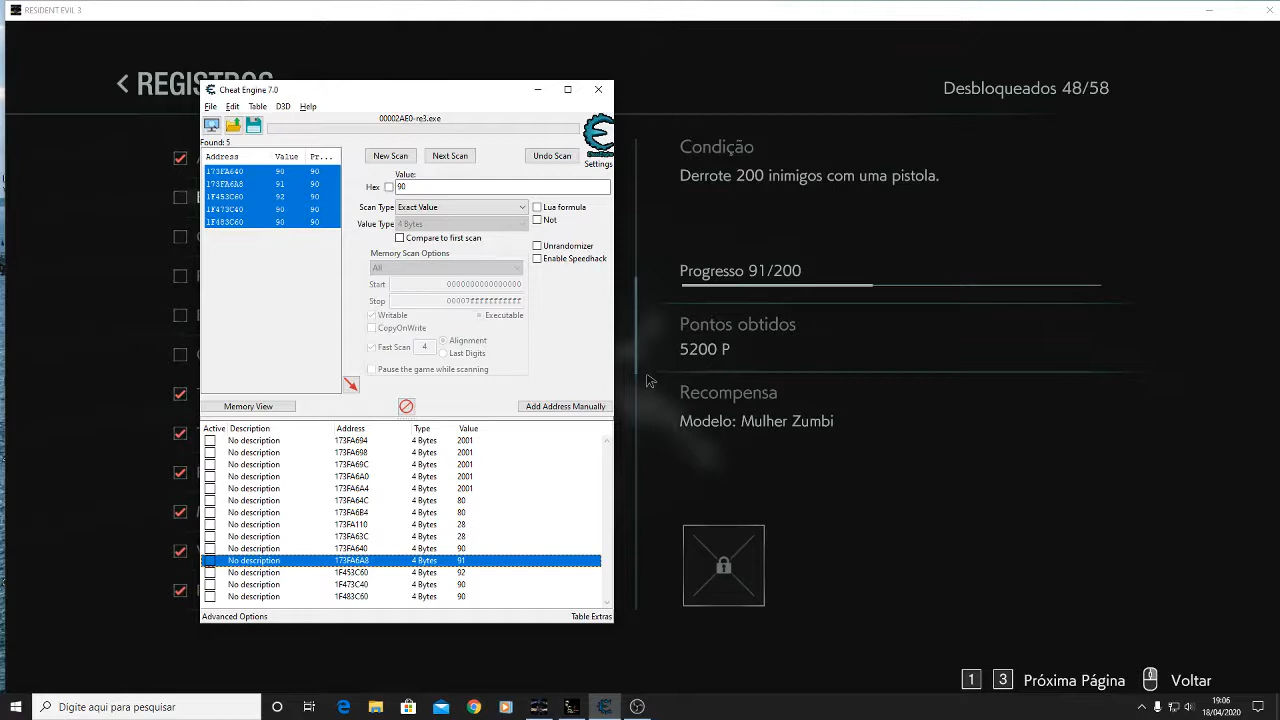 RESIDENT EVIL 3
REGISTROS
Desbloqueados 48/58
Cheat Engine 7.0
File Edit Table D3D Help
00002AE0-re3.exe
Found: 5
Address Value Pr...
173FA640 90 90
173FA6A8 91 90
1F453C60 92 90
1F473C40 90 90
1F483C60 90 90
New Scan Next Scan Undo Scan
Settings
Value:
Hex 90
Scan Type Exact Value
Lua formula
Not
Value Type 4 Bytes
Compare to first scan
Unrandomizer
Enable Speedhack
Memory Scan Options
All
Start 0000000000000000
Stop 00007fffffffffff
Writable Executable
CopyOnWrite
Fast Scan 4 Alignment
Last Digits
Pause the game while scanning
Memory View
Add Address Manually
Active Description Address Type Value
No description 173FA694 4 Bytes 2001
No description 173FA698 4 Bytes 2001
No description 173FA69C 4 Bytes 2001
No description 173FA6A0 4 Bytes 2001
No description 173FA6A4 4 Bytes 2001
No description 173FA64C 4 Bytes 80
No description 173FA6B4 4 Bytes 80
No description 173FA110 4 Bytes 28
No description 173FA63C 4 Bytes 28
No description 173FA640 4 Bytes 90
No description 173FA6A8 4 Bytes 91
No description 1F453C60 4 Bytes 92
No description 1F473C40 4 Bytes 90
No description 1F483C60 4 Bytes 90
Advanced Options Table Extras
Condição
Derrote 200 inimigos com uma pistola.
Progresso 91/200
Pontos obtidos
5200 P
Recompensa
Modelo: Mulher Zumbi
1 3 Próxima Página Voltar
Digite aqui para pesquisar
19:06
18/04/2020